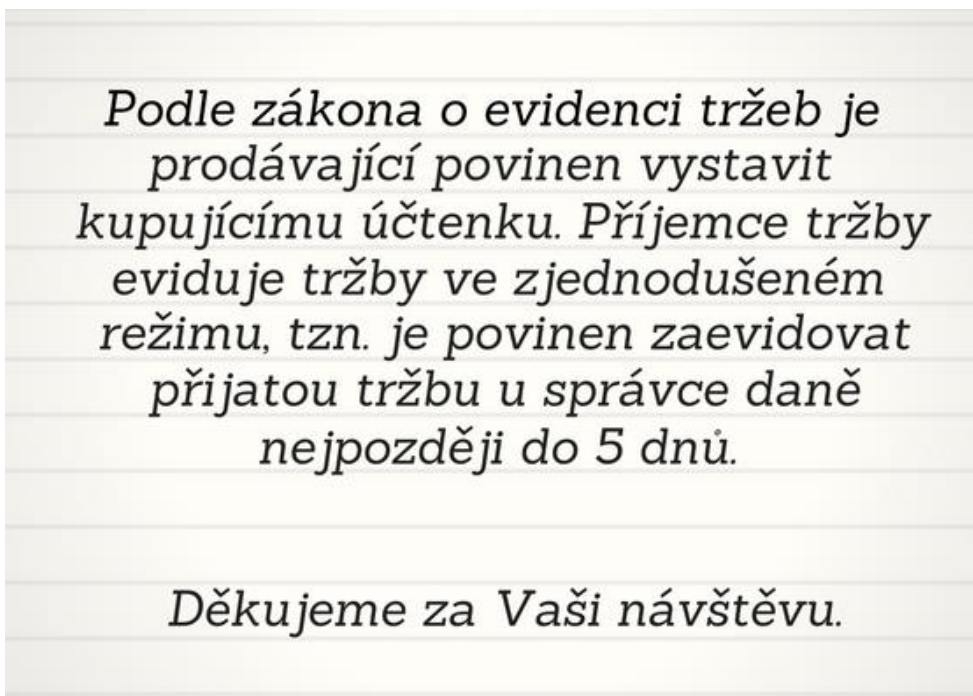 Podle zákona o evidenci tržeb je
prodávající povinen vystavit
kupujícímu účtenku. Příjemce tržby
eviduje tržby ve zjednodušeném
režimu, tzn. je povinen zaevidovat
přijatou tržbu u správce daně
nejpozději do 5 dnů.
Děkujeme za Vaši návštěvu.